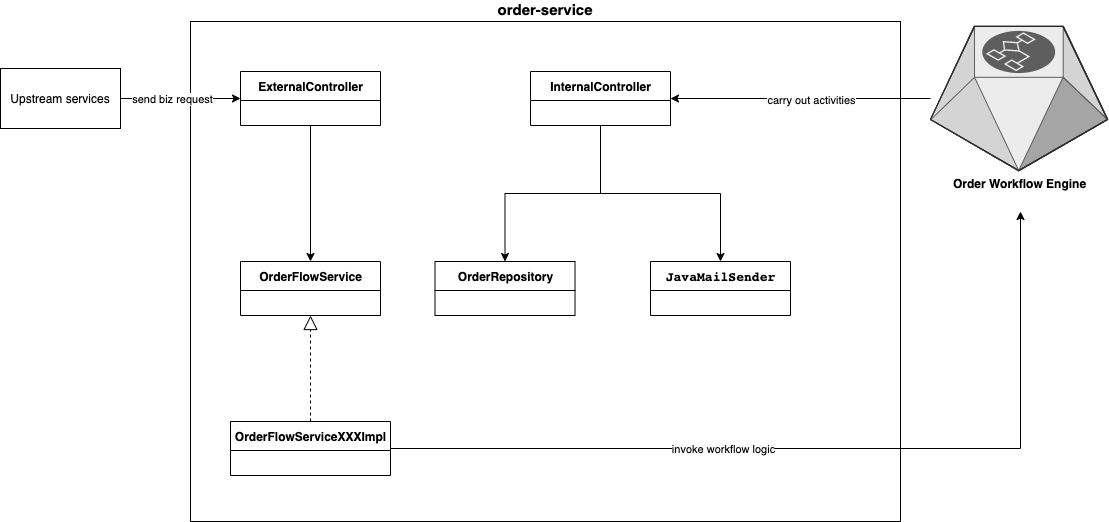 order-service
Upstream services
send biz request
ExternalController
InternalController
carry out activities
Order Workflow Engine
OrderFlowService
OrderRepository
JavaMailSender
OrderFlowServiceXXXImpl
invoke workflow logic